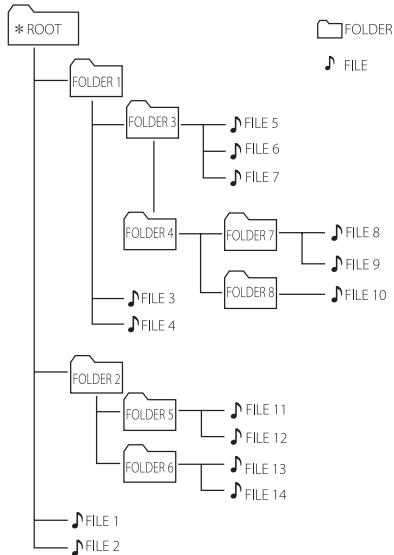 * ROOT
FOLDER
FILE
FOLDER 1
FOLDER 3
FILE 5
FILE 6
FILE 7
FOLDER 4
FOLDER 7
FILE 8
FILE 9
FOLDER 8
FILE 10
FILE 3
FILE 4
FOLDER 2
FOLDER 5
FILE 11
FILE 12
FOLDER 6
FILE 13
FILE 14
FILE 1
FILE 2